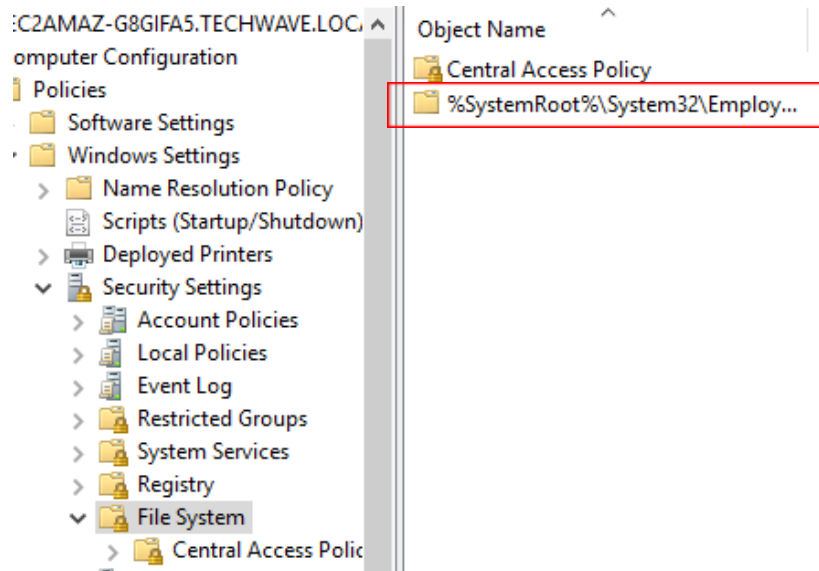 EC2AMAZ-G8GIFA5.TECHWAVE.LOC
omputer Configuration
Policies
Software Settings
Windows Settings
Name Resolution Policy
Scripts (Startup/Shutdown)
Deployed Printers
Security Settings
Account Policies
Local Policies
Event Log
Restricted Groups
System Services
Registry
File System
Central Access Polic
Object Name
Central Access Policy
%SystemRoot%\System32\Employ...